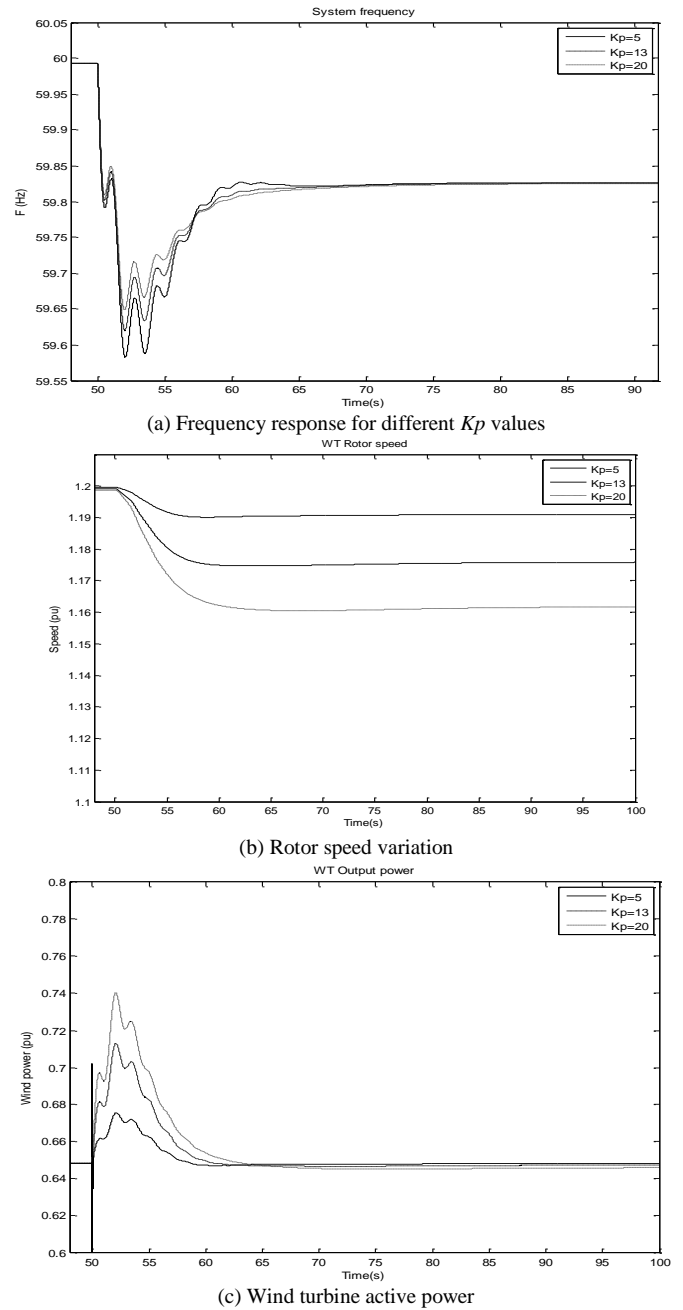 System frequency
60.05
60
59.95
59.9
59.85
59.8
59.75
59.7
59.65
59.6
59.55
F (Hz)
Kp=5
Kp=13
Kp=20
50 55 60 65 70 75 80 85 90
Time(s)
(a) Frequency response for different Kp values
WT Rotor speed
1.2
1.19
1.18
1.17
1.16
1.15
1.14
1.13
1.12
1.11
1.1
Speed (pu)
Kp=5
Kp=13
Kp=20
50 55 60 65 70 75 80 85 90 95 100
Time(s)
(b) Rotor speed variation
WT Output power
0.8
0.78
0.76
0.74
0.72
0.7
0.68
0.66
0.64
0.62
0.6
Wind power (pu)
Kp=5
Kp=13
Kp=20
50 55 60 65 70 75 80 85 90 95 100
Time(s)
(c) Wind turbine active power